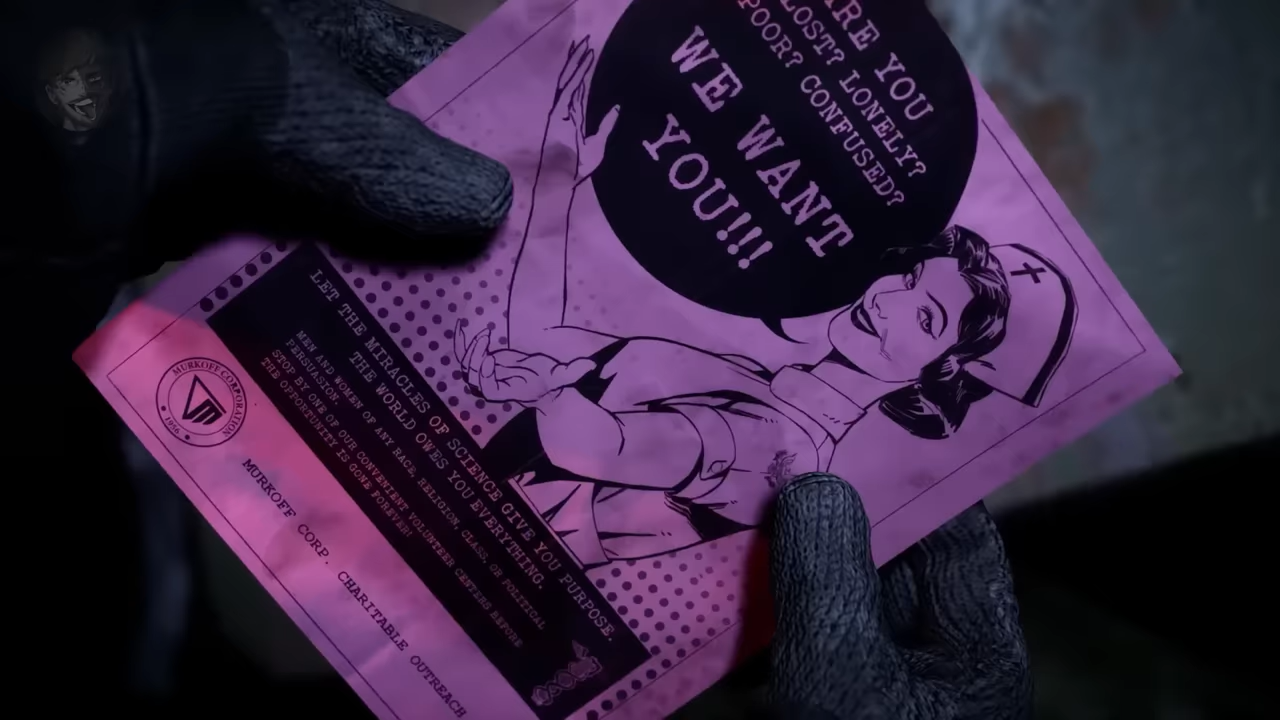 ARE YOU
LOST? LONELY?
POOR? CONFUSED?
WE WANT
YOU!!!
LET THE MIRACLES OF SCIENCE GIVE YOU PURPOSE.
THE WORLD OWES YOU EVERYTHING.
MEN AND WOMEN OF ANY RACE, RELIGION, CLASS, OR POLITICAL
PERSUASION.
STOP BY ONE OF OUR CONVENIENT VOLUNTEER CENTERS BEFORE
THE OPPORTUNITY IS GONE FOREVER!
MURKOFF CORPORATION
1956
MURKOFF CORP. CHARITABLE OUTREACH